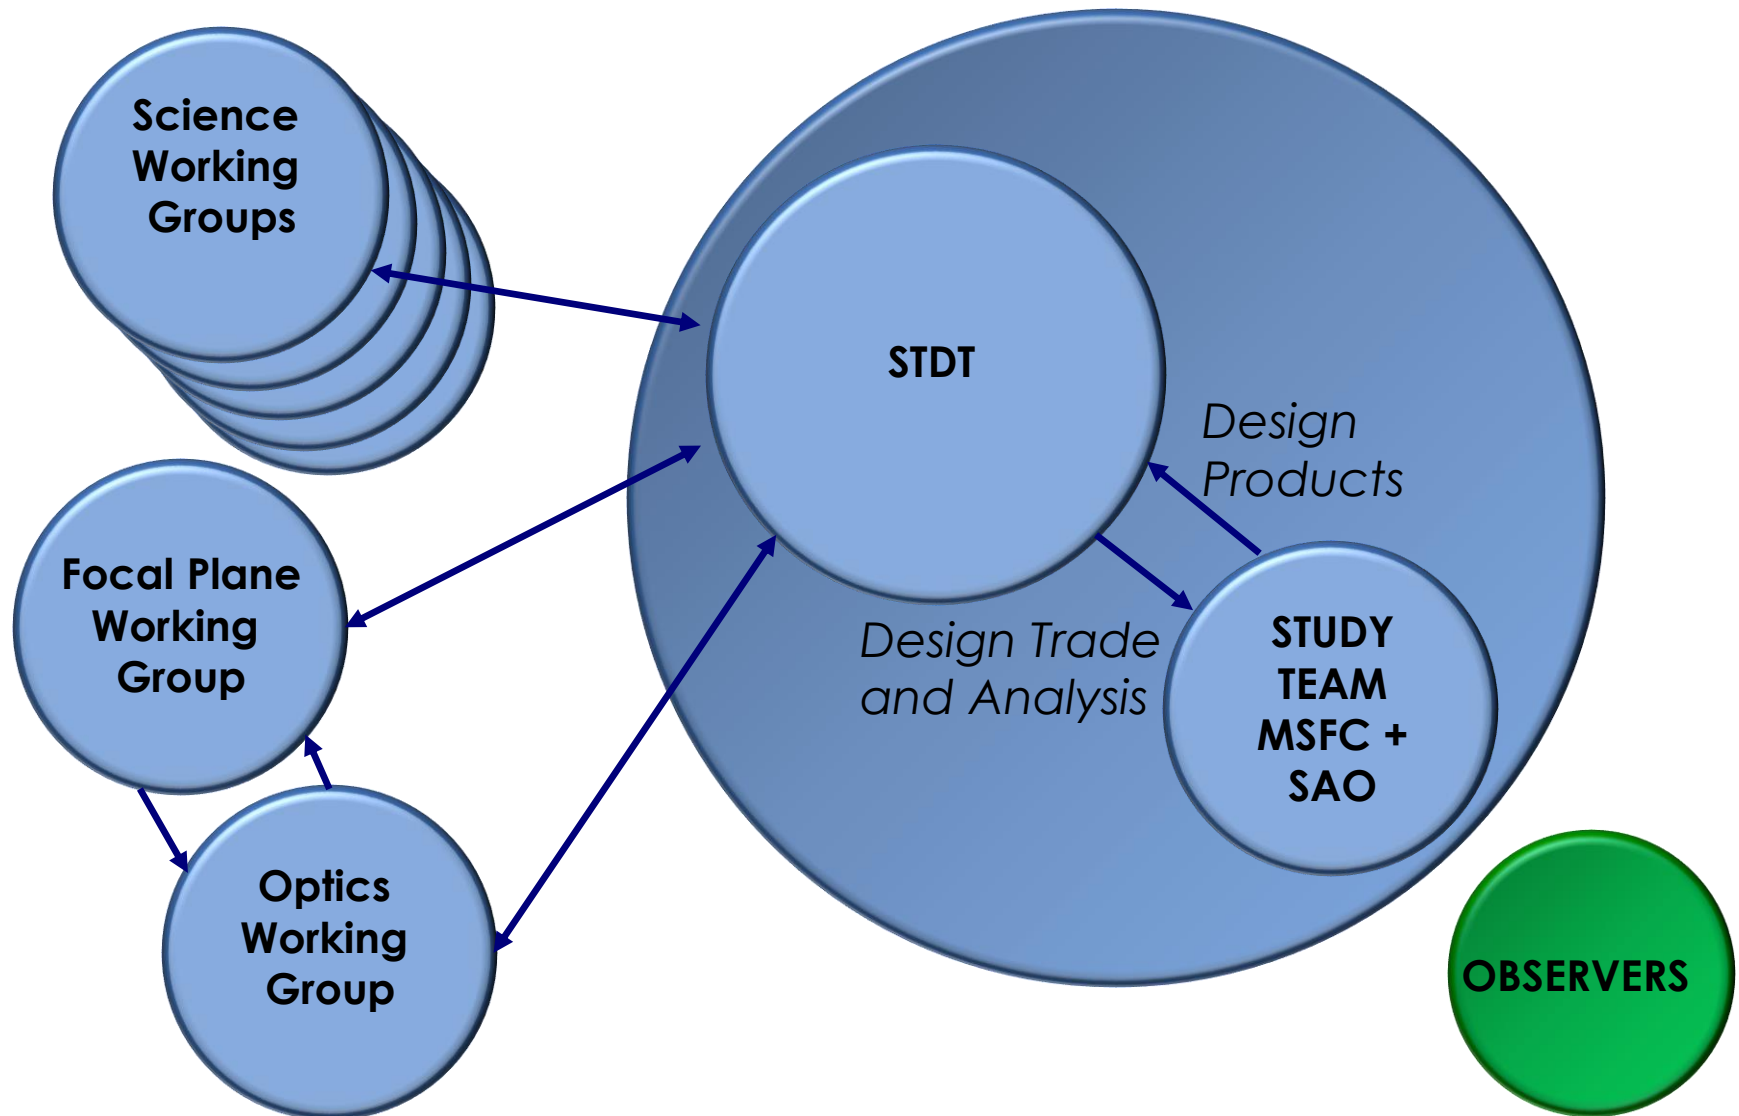 Science
Working
Groups
STDT
Design
Products
Focal Plane
Working
Group
Design Trade
and Analysis
STUDY
TEAM
MSFC +
SAO
Optics
Working
Group
OBSERVERS